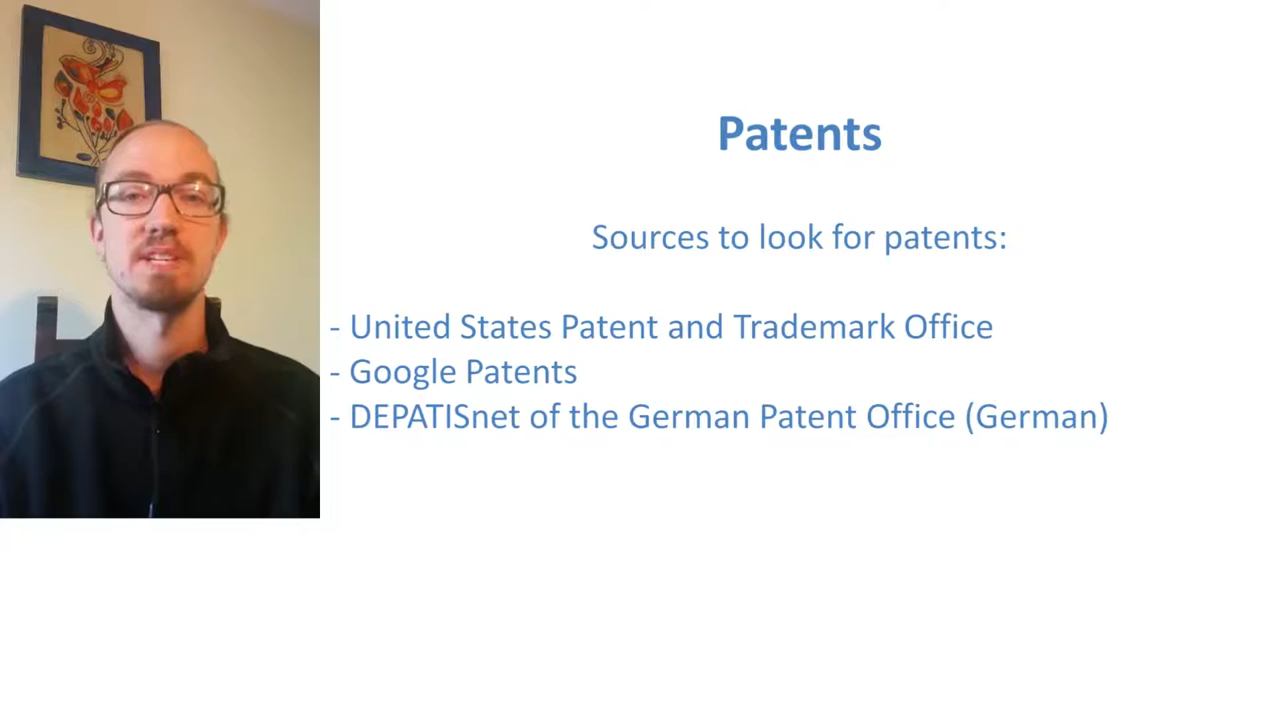 Patents
Sources to look for patents:
- United States Patent and Trademark Office
- Google Patents
- DEPATISnet of the German Patent Office (German)